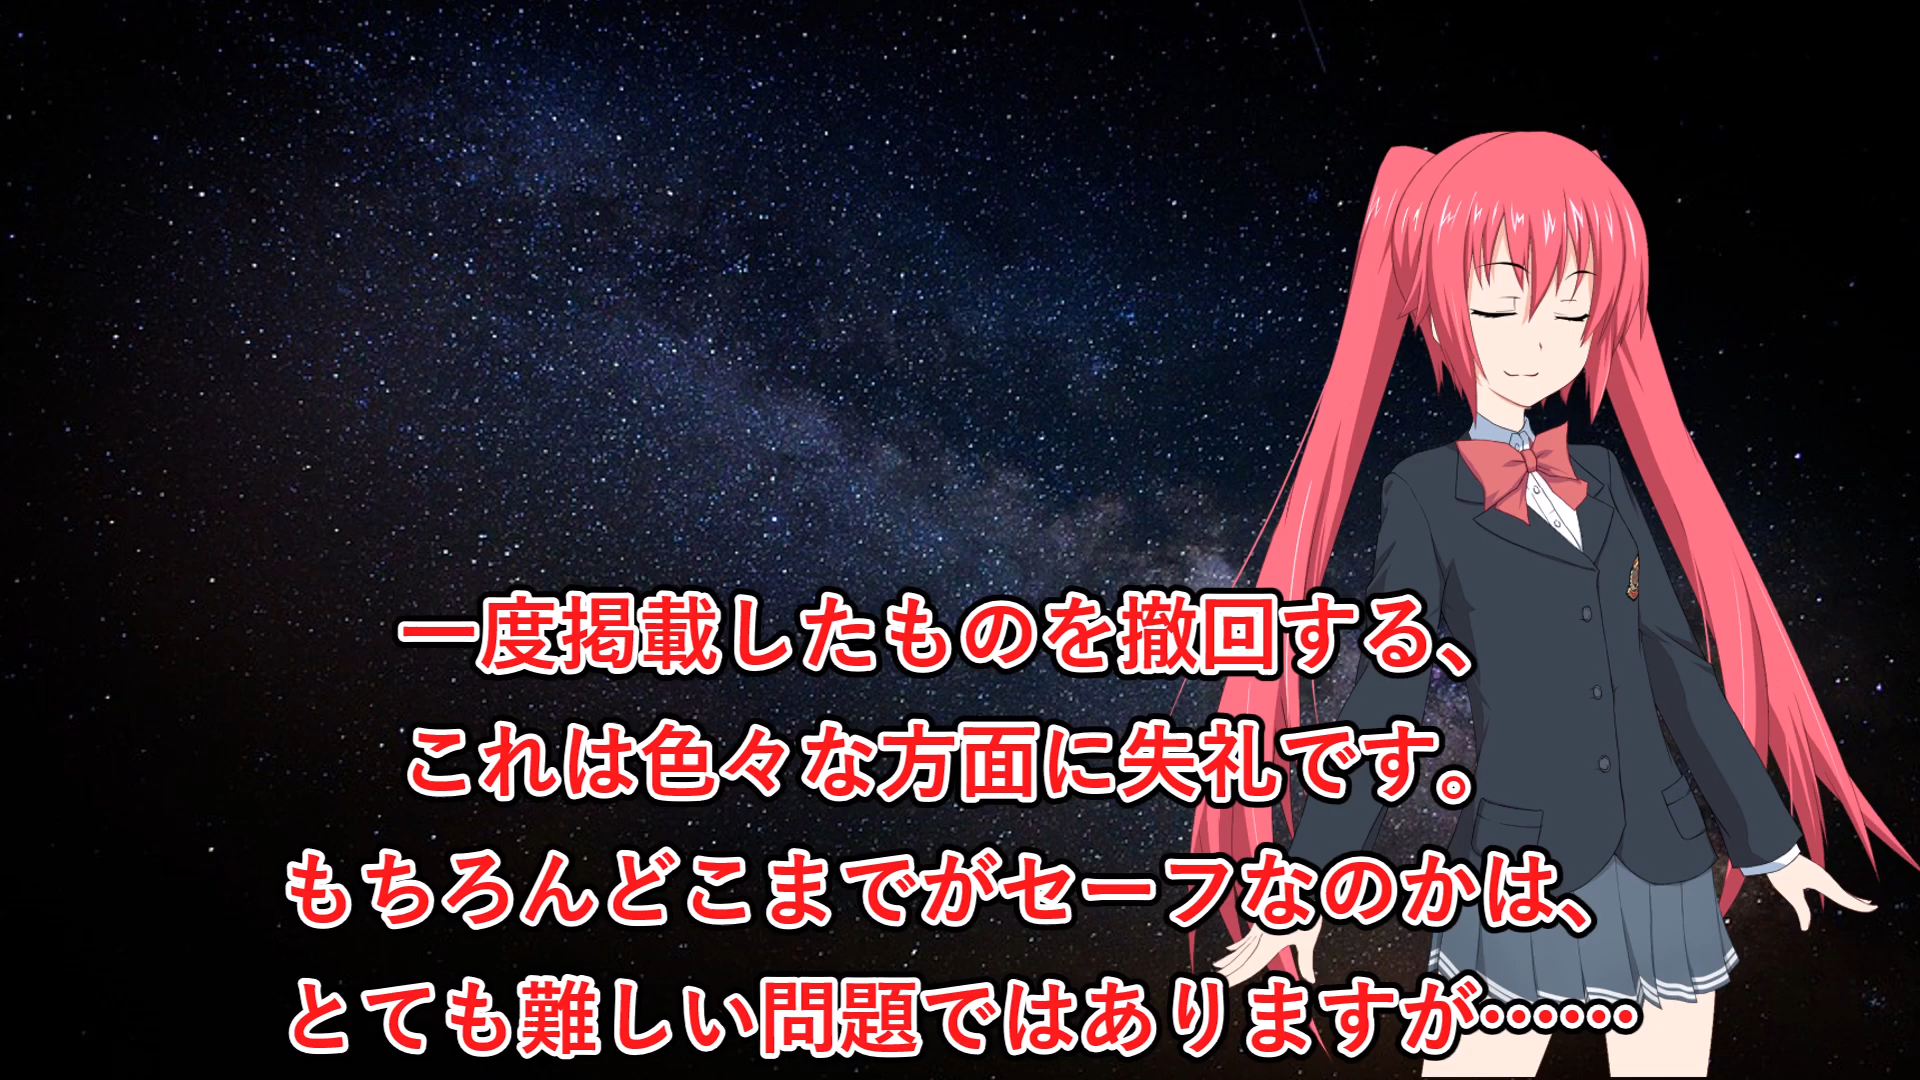 一度掲載したものを撤回する、
これは色々な方面に失礼です。
もちろんどこまでがセーフなのかは、
とても難しい問題ではありますが……